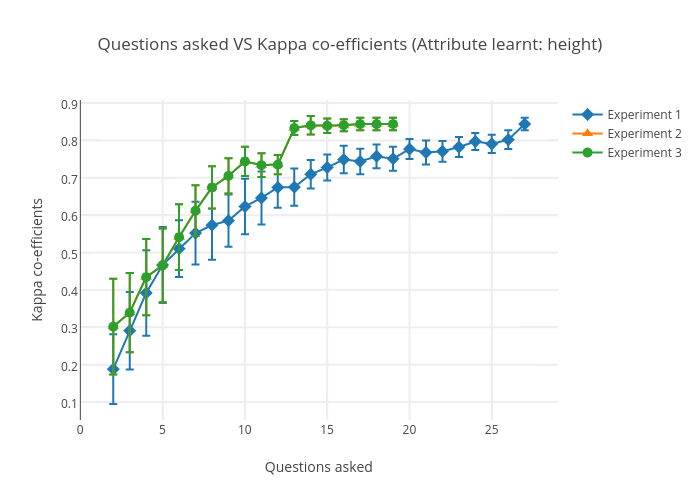 Questions asked VS Kappa co-efficients (Attribute learnt: height)
0.9
0.8
0.7
0.6
0.5
0.4
0.3
0.2
0.1
0 5 10 15 20 25
Kappa co-efficients
Questions asked
Experiment 1
Experiment 2
Experiment 3